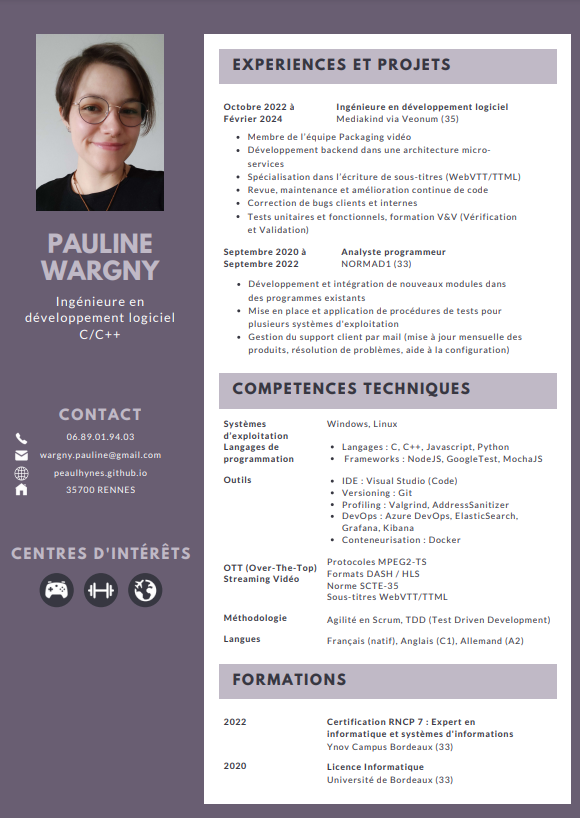 PAULINE
WARGNY
Ingénieure en
développement logiciel
C/C++
CONTACT
06.89.01.94.03
wargny.pauline@gmail.com
peaulhynes.github.io
35700 RENNES
CENTRES D'INTÉRÊTS
EXPERIENCES ET PROJETS
Octobre 2022 à
Février 2024
Ingénieure en développement logiciel
Mediakind via Veonum (35)
• Membre de l'équipe Packaging vidéo
• Développement backend dans une architecture micro-
services
• Spécialisation dans l'écriture de sous-titres (WebVTT/TTML)
• Revue, maintenance et amélioration continue de code
• Correction de bugs clients et internes
• Tests unitaires et fonctionnels, formation V&V (Vérification
et Validation)
Septembre 2020 à
Septembre 2022
Analyste programmeur
NORMAD1 (33)
• Développement et intégration de nouveaux modules dans
des programmes existants
• Mise en place et application de procédures de tests pour
plusieurs systèmes d'exploitation
• Gestion du support client par mail (mise à jour mensuelle des
produits, résolution de problèmes, aide à la configuration)
COMPETENCES TECHNIQUES
Systèmes
d'exploitation
Windows, Linux
Langages de
programmation
• Langages : C, C++, Javascript, Python
• Frameworks : NodeJS, GoogleTest, MochaJS
Outils
• IDE : Visual Studio (Code)
• Versioning : Git
• Profiling : Valgrind, AddressSanitizer
• DevOps : Azure DevOps, ElasticSearch,
Grafana, Kibana
• Conteneurisation : Docker
OTT (Over-The-Top)
Streaming Vidéo
Protocoles MPEG2-TS
Formats DASH / HLS
Norme SCTE-35
Sous-titres WebVTT/TTML
Méthodologie
Agilité en Scrum, TDD (Test Driven Development)
Langues
Français (natif), Anglais (C1), Allemand (A2)
FORMATIONS
2022
Certification RNCP 7 : Expert en
informatique et systèmes d'informations
Ynov Campus Bordeaux (33)
2020
Licence Informatique
Université de Bordeaux (33)